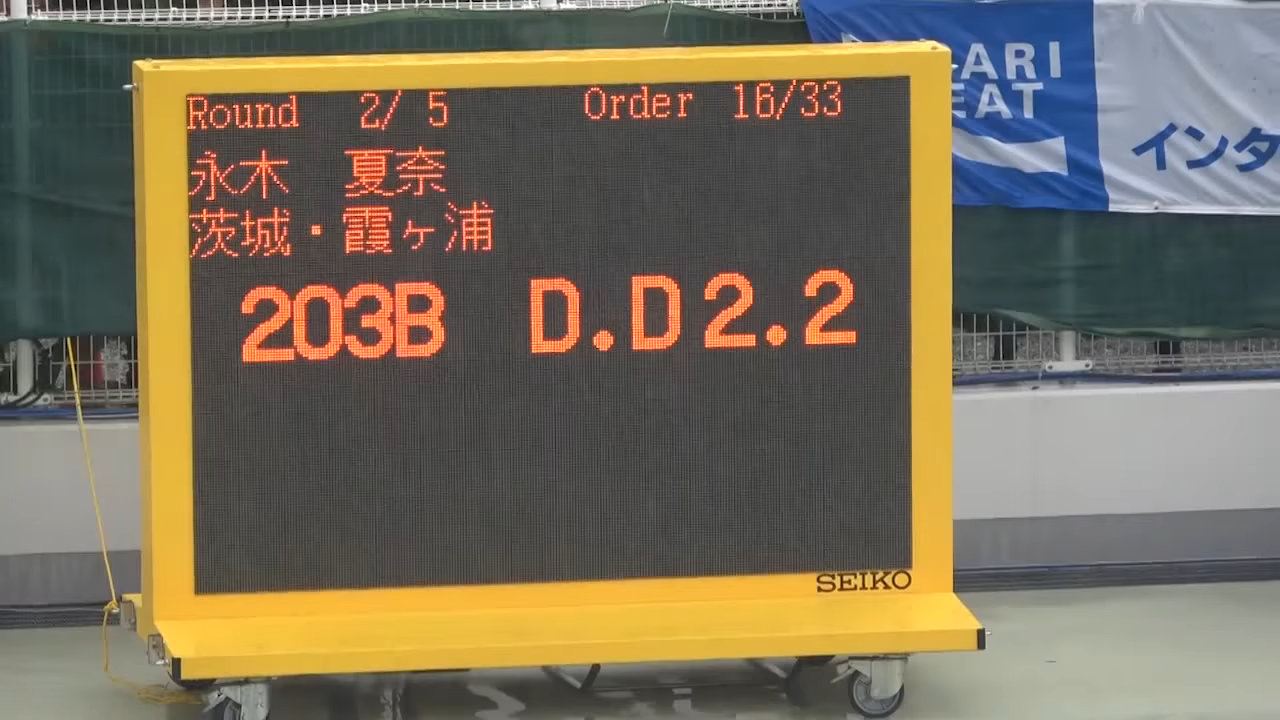 Round 2/ 5 Order 16/33
永木 夏奈
茨城・霞ヶ浦
203B D.D 2.2
SEIKO
ARI
EAT
インタ